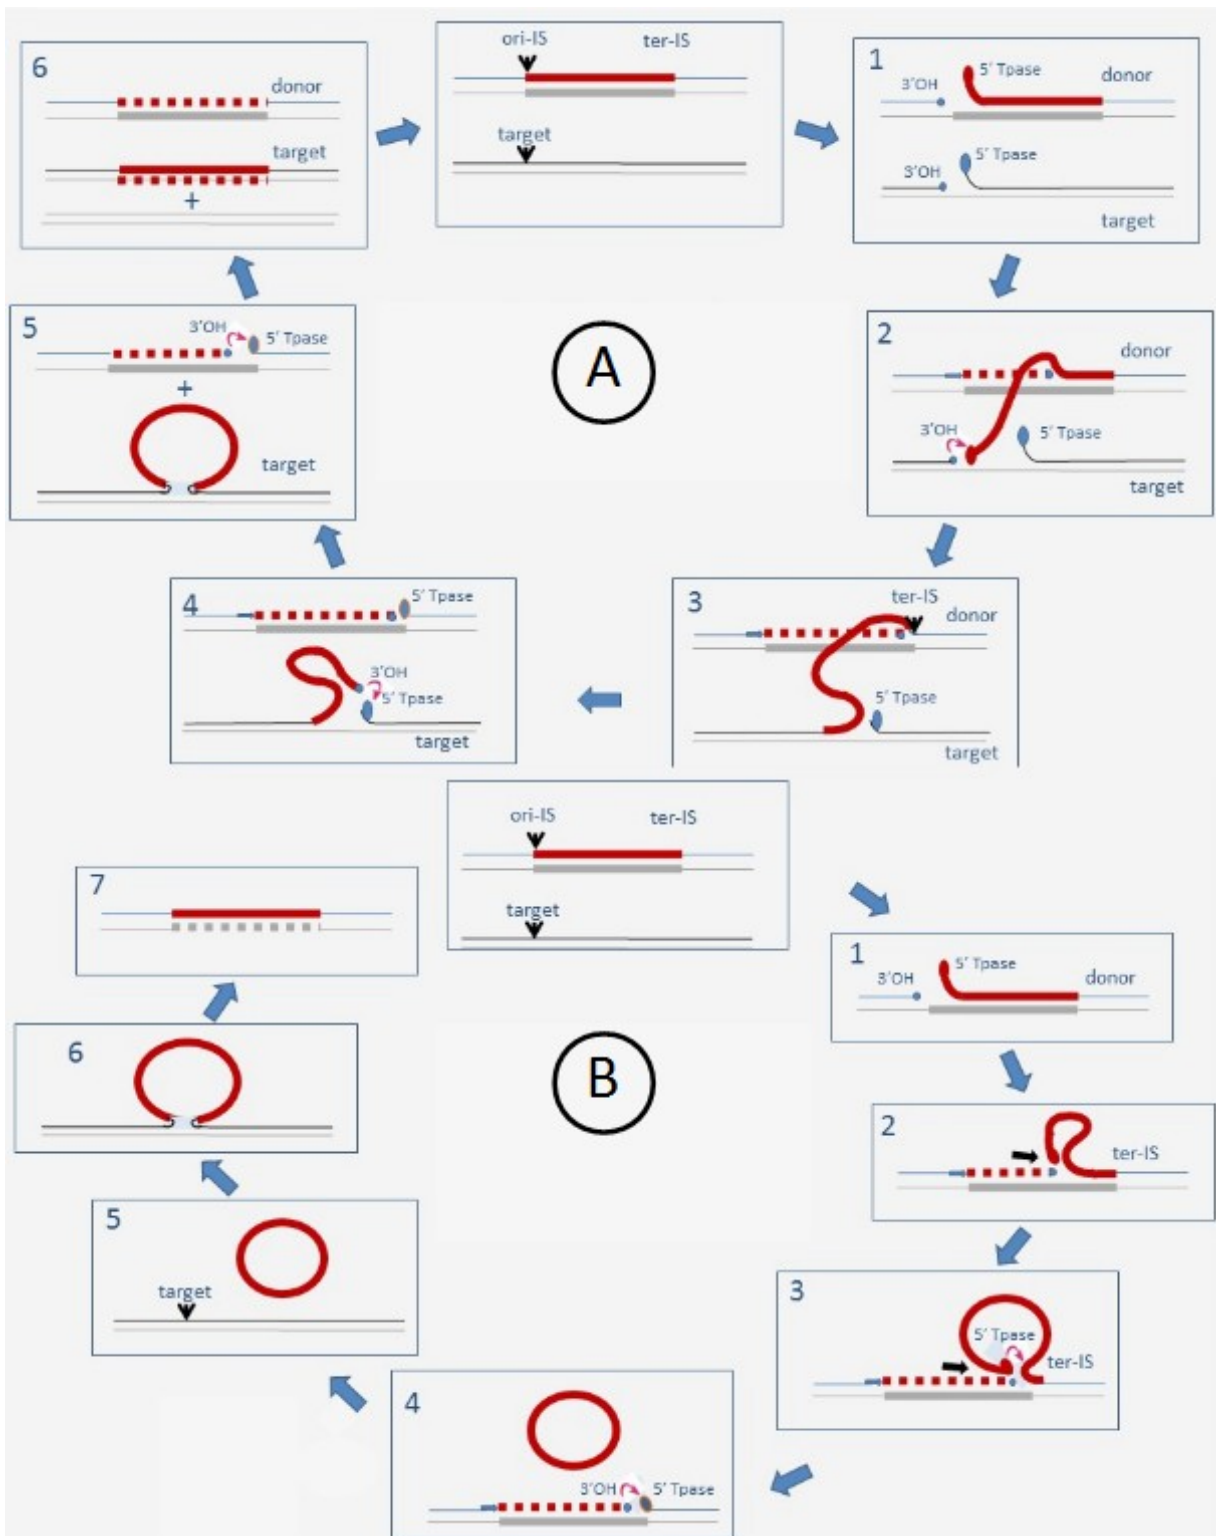 ori-IS ter-IS
target
1
3'OH 5' Tpase donor
3'OH 5' Tpase
target
2
donor
3'OH 5' Tpase
target
3
ter-IS
donor
5' Tpase
target
4
5' Tpase
3'OH
5' Tpase
target
5
3'OH
5' Tpase
+
target
6
donor
target
+
A
ori-IS ter-IS
target
1
3'OH 5' Tpase donor
2
ter-IS
3
5' Tpase
ter-IS
4
3'OH 5' Tpase
5
target
6
7
B